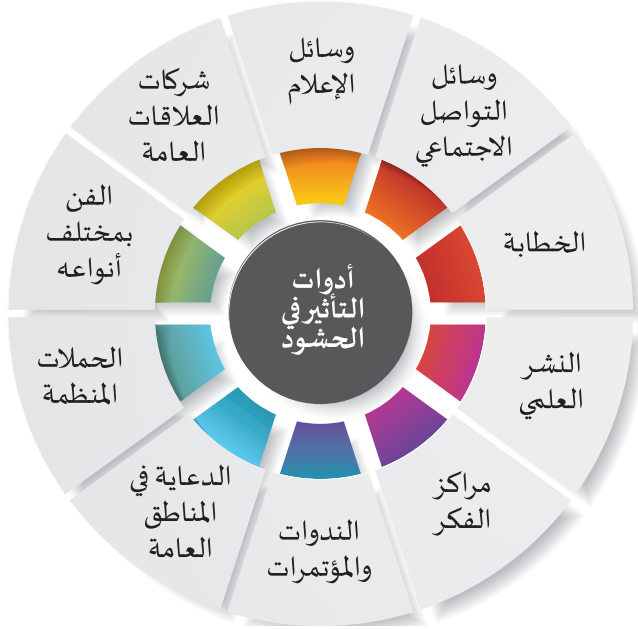 أدوات
التأثير في
الحشود
وسائل
الإعلام
وسائل
التواصل
الاجتماعي
الخطابة
النشر
العلمي
مراكز
الفكر
الندوات
والمؤتمرات
الدعاية في
المناطق
العامة
الحملات
المنظمة
الفن
بمختلف
أنواعه
شركات
العلاقات
العامة